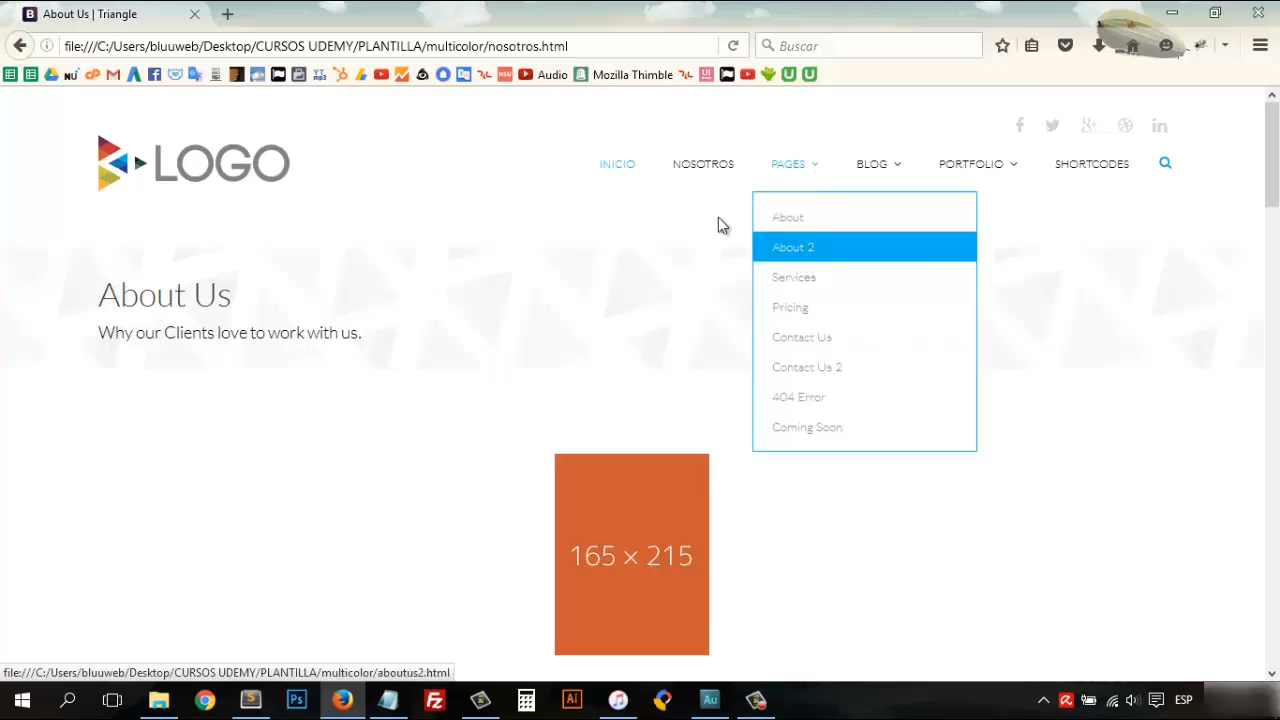 About Us | Triangle
file:///C:/Users/bluuweb/Desktop/CURSOS UDEMY/PLANTILLA/multicolor/nosotros.html
Buscar
Audio
Mozilla Thimble
LOGO
INICIO
NOSOTROS
PAGES
BLOG
PORTFOLIO
SHORTCODES
About
About 2
Services
Pricing
Contact Us
Contact Us 2
404 Error
Coming Soon
About Us
Why our Clients love to work with us.
165 × 215
file:///C:/Users/bluuweb/Desktop/CURSOS UDEMY/PLANTILLA/multicolor/aboutus2.html
ESP